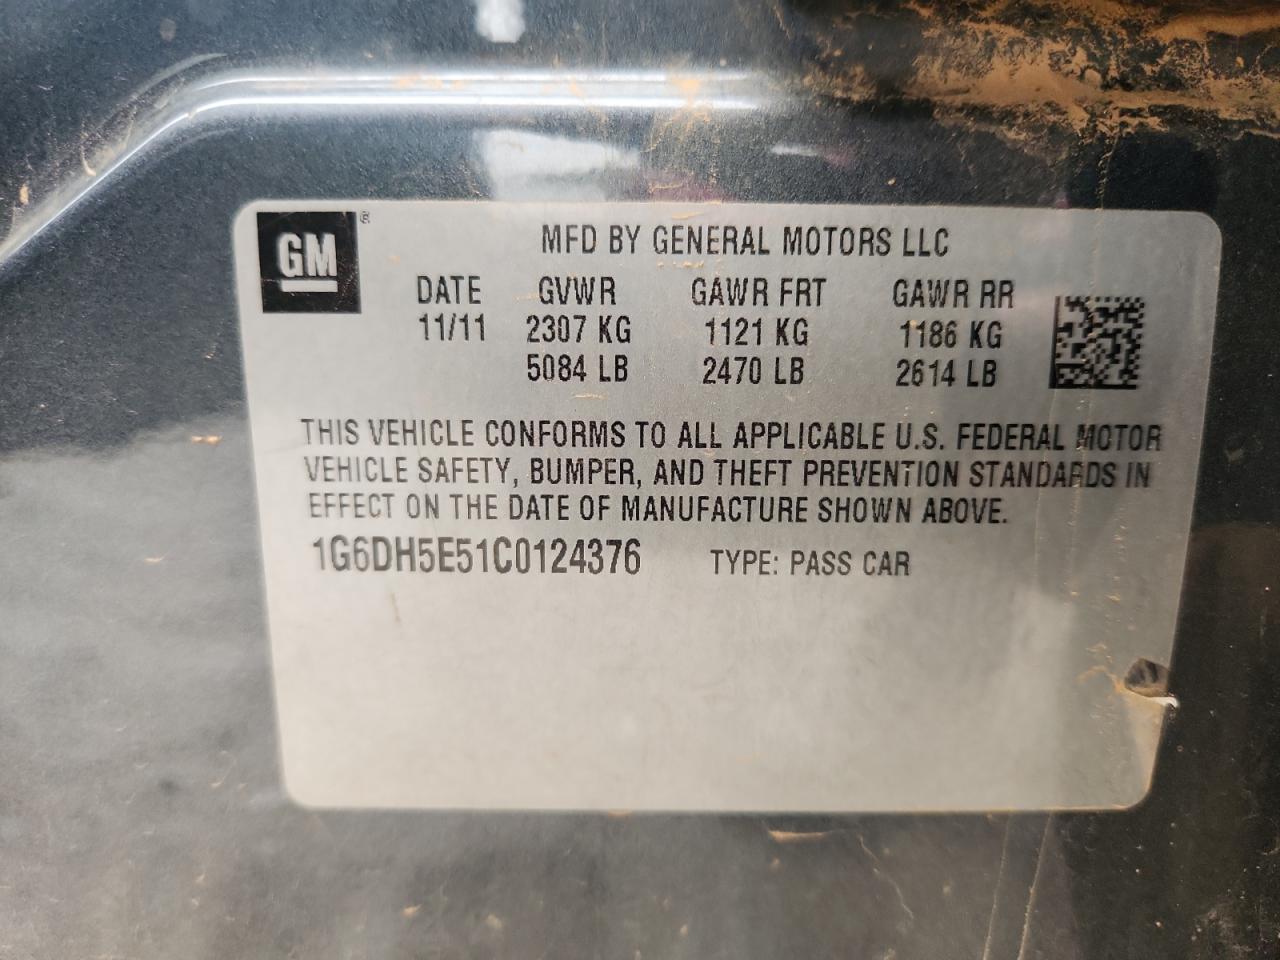 GM ®
MFD BY GENERAL MOTORS LLC
DATE GVWR GAWR FRT GAWR RR
11/11 2307 KG 1121 KG 1186 KG
5084 LB 2470 LB 2614 LB
THIS VEHICLE CONFORMS TO ALL APPLICABLE U.S. FEDERAL MOTOR
VEHICLE SAFETY, BUMPER, AND THEFT PREVENTION STANDARDS IN
EFFECT ON THE DATE OF MANUFACTURE SHOWN ABOVE.
1G6DH5E51C0124376 TYPE: PASS CAR